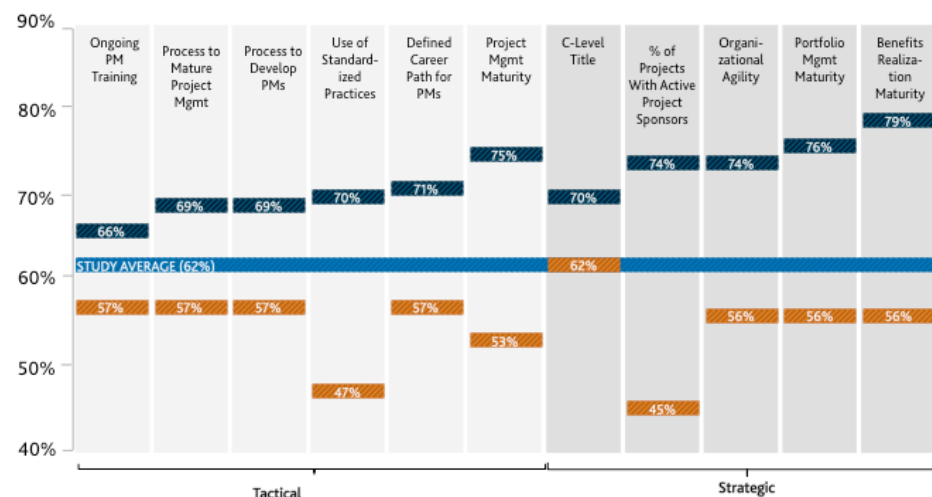 90%
80%
70%
60%
50%
40%
Ongoing
PM
Training
Process to
Mature
Project
Mgmt
Process to
Develop
PMs
Use of
Standard-
ized
Practices
Defined
Career
Path for
PMs
Project
Mgmt
Maturity
C-Level
Title
% of
Projects
With Active
Project
Sponsors
Organi-
zational
Agility
Portfolio
Mgmt
Maturity
Benefits
Realiza-
tion
Maturity
66%
69%
69%
70%
71%
75%
70%
74%
74%
76%
79%
STUDY AVERAGE (62%)
62%
57%
57%
57%
47%
57%
53%
45%
56%
56%
56%
Tactical
Strategic